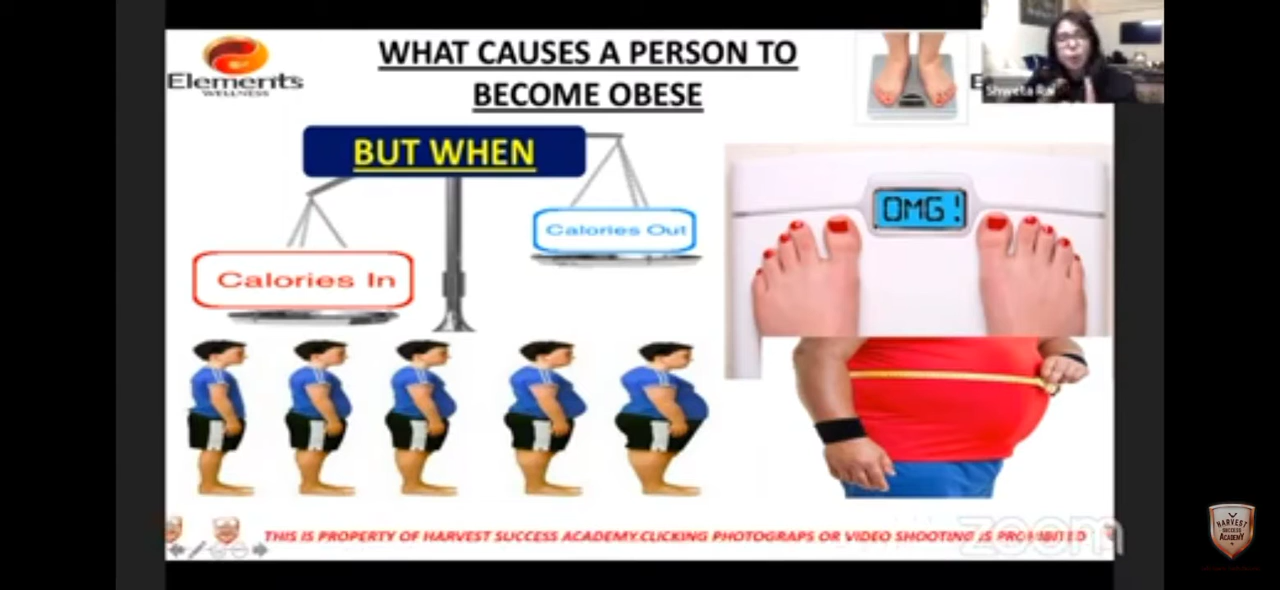 Elements
WELLNESS
WHAT CAUSES A PERSON TO
BECOME OBESE
E
Shweta Rai
BUT WHEN
Calories Out
Calories In
OMG!
THIS IS PROPERTY OF HARVEST SUCCESS ACADEMY.CLICKING PHOTOGRAPS OR VIDEO SHOOTING IS PROHIBITED
zoom
HARVEST
SUCCESS
ACADEMY